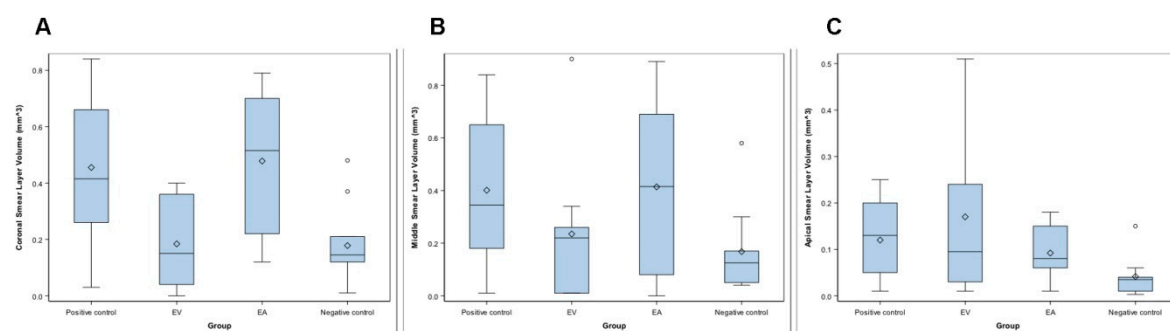 A
Coronal Smear Layer Volume (mm^3)
0.8
0.6
0.4
0.2
0.0
Positive control EV EA Negative control
Group
B
Middle Smear Layer Volume (mm^3)
0.8
0.6
0.4
0.2
0.0
Positive control EV EA Negative control
Group
C
Apical Smear Layer Volume (mm^3)
0.5
0.4
0.3
0.2
0.1
0.0
Positive control EV EA Negative control
Group